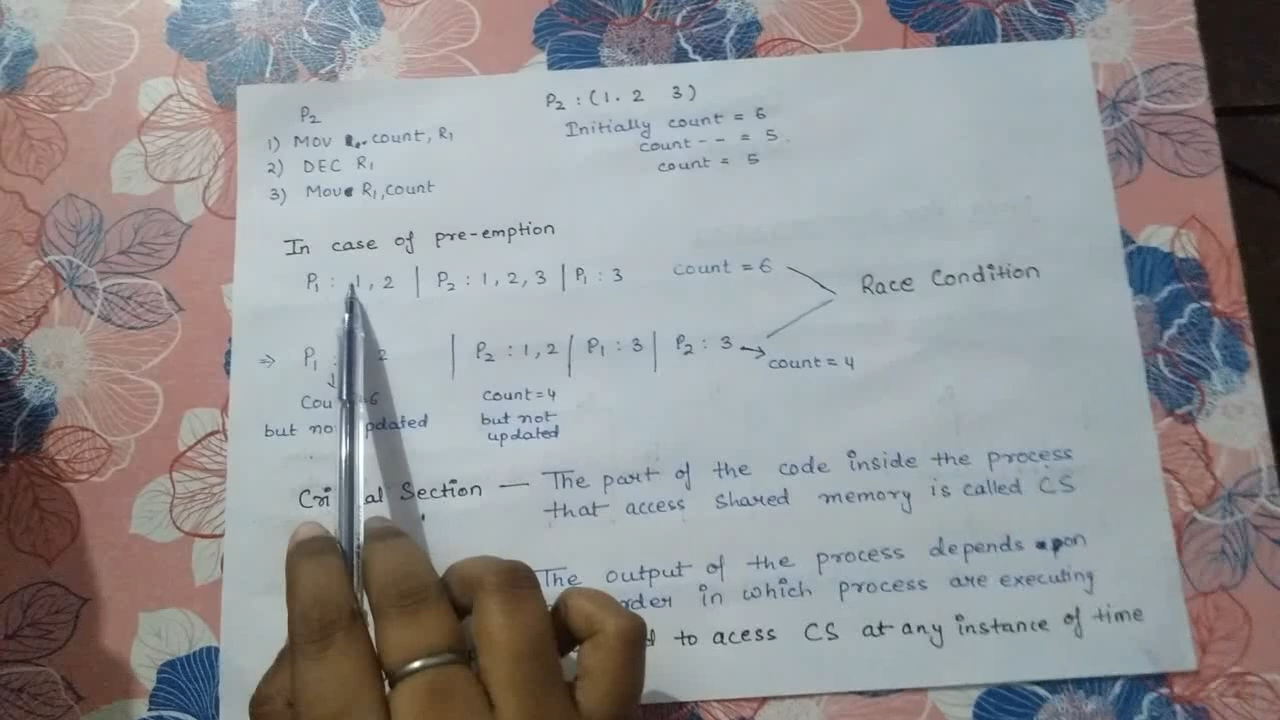 P2
1) Mov count, R1
2) DEC R1
3) Move R1, count
P2 : (1. 2 3)
Initially count = 6
count - - = 5.
count = 5
In case of pre-emption
P1 : 1, 2 | P2 : 1, 2, 3 | P1 : 3 count = 6
Race Condition
⇒ P1 : 2 | P2 : 1, 2 | P1 : 3 | P2 : 3 → count = 4
↓
6
but updated
count = 4
but not
updated
Section — The part of the code inside the process
that access shared memory is called CS
The output of the process depends upon
in which process are executing
to acess CS at any instance of time